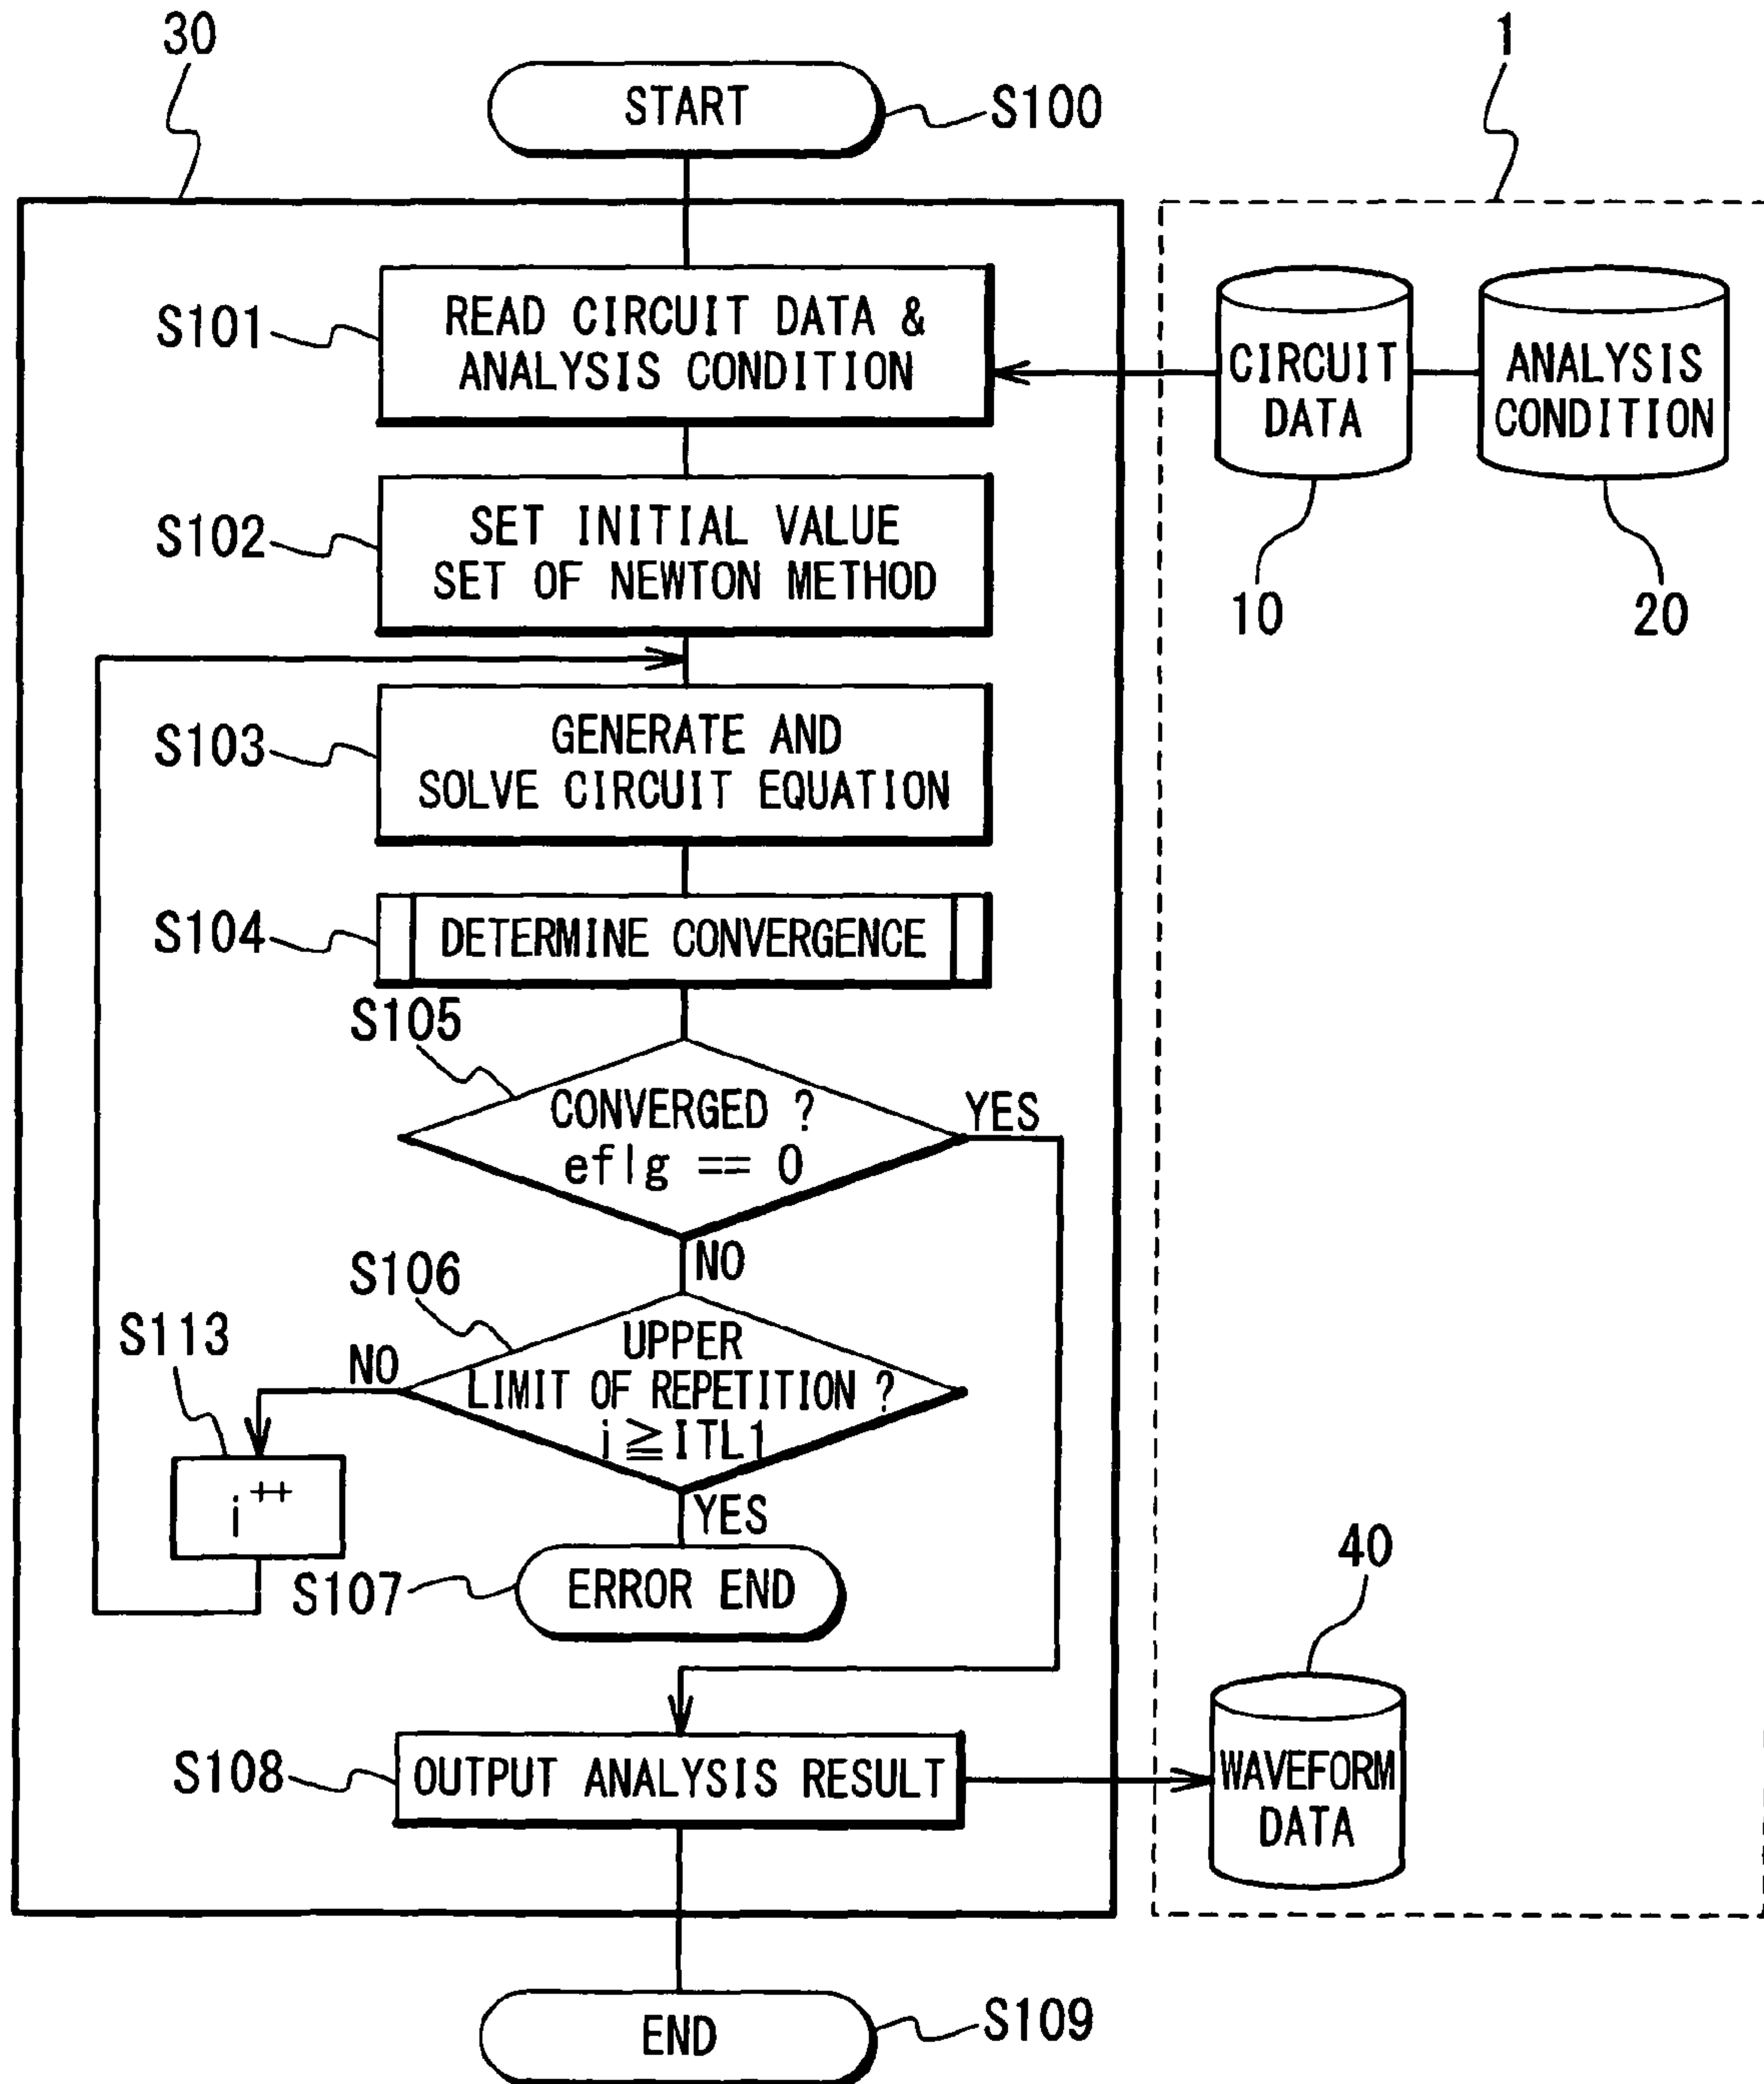 30
1
START
S100
S101
READ CIRCUIT DATA &
ANALYSIS CONDITION
CIRCUIT
DATA
ANALYSIS
CONDITION
S102
SET INITIAL VALUE
SET OF NEWTON METHOD
10
20
S103
GENERATE AND
SOLVE CIRCUIT EQUATION
S104
DETERMINE CONVERGENCE
S105
CONVERGED ?
eflg == 0
YES
NO
S106
UPPER
LIMIT OF REPETITION ?
i ≧ ITL1
NO
S113
i++
YES
S107
ERROR END
40
S108
OUTPUT ANALYSIS RESULT
WAVEFORM
DATA
END
S109